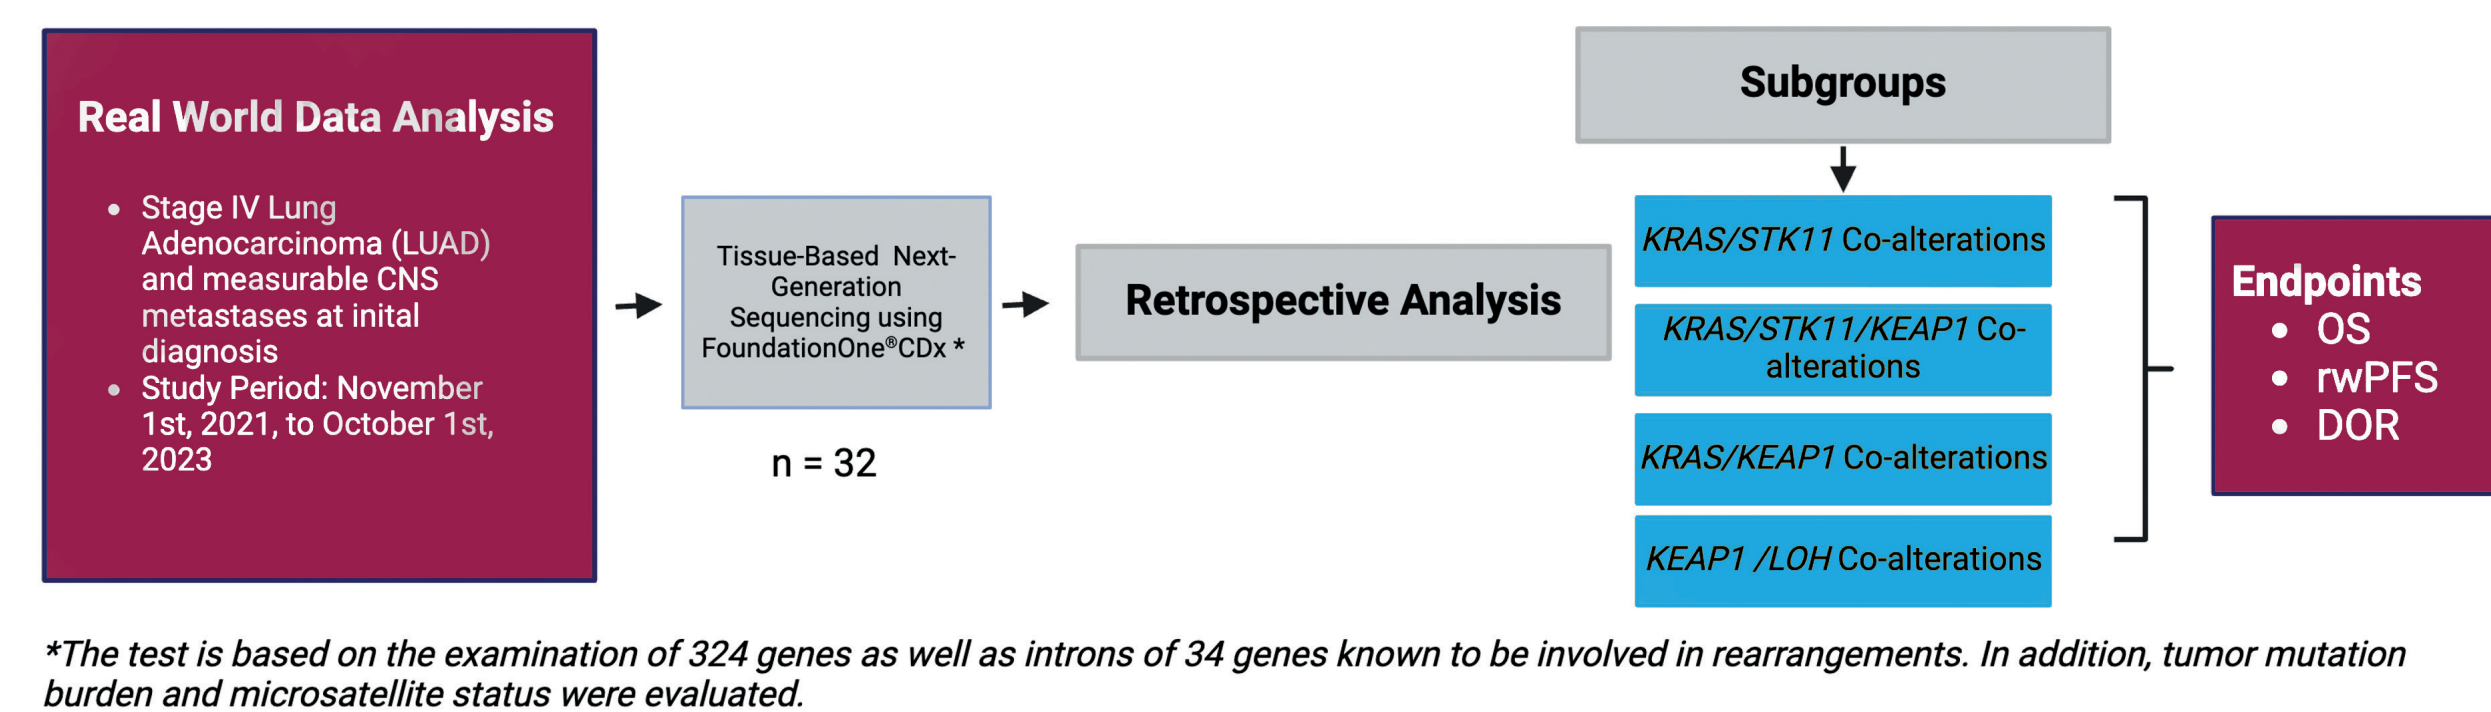 Real World Data Analysis
• Stage IV Lung
Adenocarcinoma (LUAD)
and measurable CNS
metastases at inital
diagnosis
• Study Period: November
1st, 2021, to October 1st,
2023
Tissue-Based Next-
Generation
Sequencing using
FoundationOne®CDx *
n = 32
Retrospective Analysis
Subgroups
KRAS/STK11 Co-alterations
KRAS/STK11/KEAP1 Co-
alterations
KRAS/KEAP1 Co-alterations
KEAP1 /LOH Co-alterations
Endpoints
• OS
• rwPFS
• DOR
*The test is based on the examination of 324 genes as well as introns of 34 genes known to be involved in rearrangements. In addition, tumor mutation
burden and microsatellite status were evaluated.